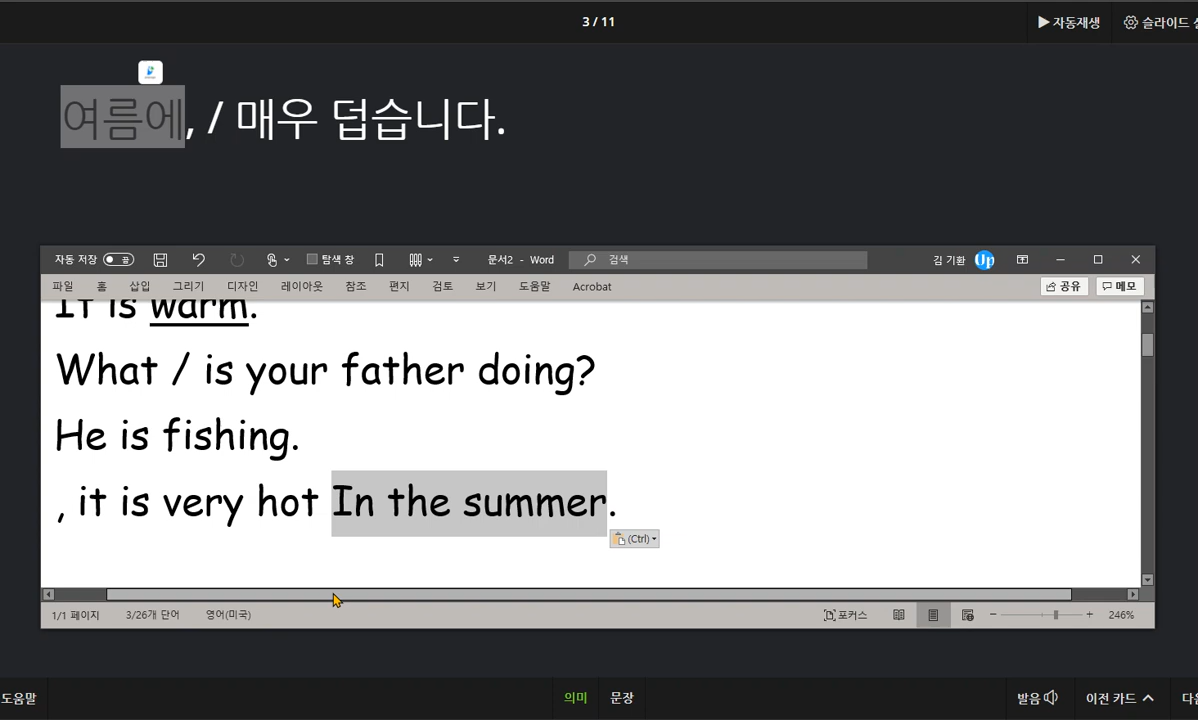 3 / 11
▶ 자동재생
슬라이드
여름에, / 매우 덥습니다.
자동 저장 끔
탐색 창
문서2 - Word
검색
김 기환
Up
파일 홈 삽입 그리기 디자인 레이아웃 참조 편지 검토 보기 도움말 Acrobat
공유 메모
It is warm.
What / is your father doing?
He is fishing.
, it is very hot In the summer.
(Ctrl)
1/1 페이지 3/26개 단어 영어(미국)
포커스
− + 246%
도움말 의미 문장 발음 이전 카드